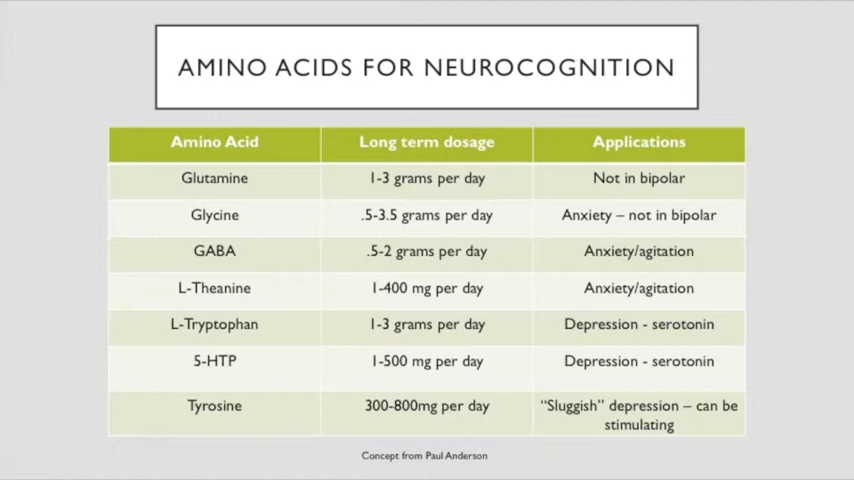 AMINO ACIDS FOR NEUROCOGNITION
Amino Acid Long term dosage Applications
Glutamine 1-3 grams per day Not in bipolar
Glycine .5-3.5 grams per day Anxiety – not in bipolar
GABA .5-2 grams per day Anxiety/agitation
L-Theanine 1-400 mg per day Anxiety/agitation
L-Tryptophan 1-3 grams per day Depression - serotonin
5-HTP 1-500 mg per day Depression - serotonin
Tyrosine 300-800mg per day “Sluggish” depression – can be
stimulating
Concept from Paul Anderson